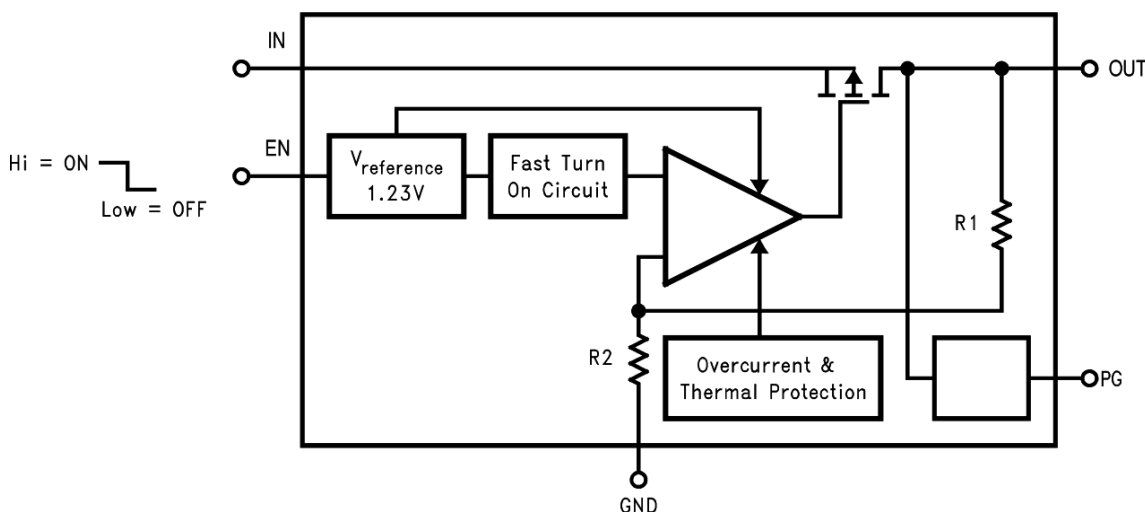 IN
OUT
EN
Hi = ON
Low = OFF
Vreference
1.23V
Fast Turn
On Circuit
R1
R2
Overcurrent &
Thermal Protection
PG
GND